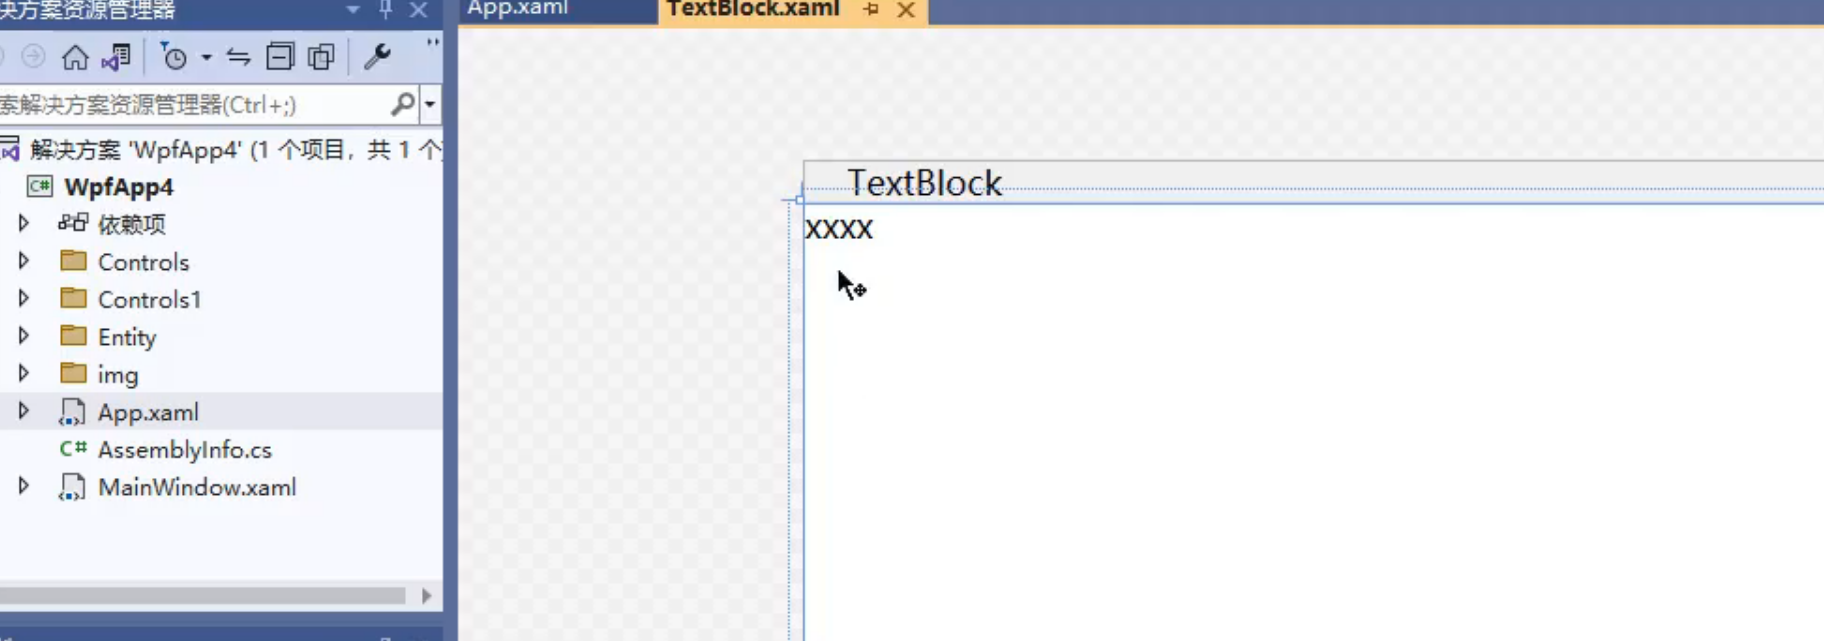 决方案资源管理器
App.xaml
TextBlock.xaml
索解决方案资源管理器(Ctrl+;)
解决方案 'WpfApp4' (1 个项目, 共 1 个
C# WpfApp4
依赖项
Controls
Controls1
Entity
img
App.xaml
C# AssemblyInfo.cs
MainWindow.xaml
TextBlock
xxxx